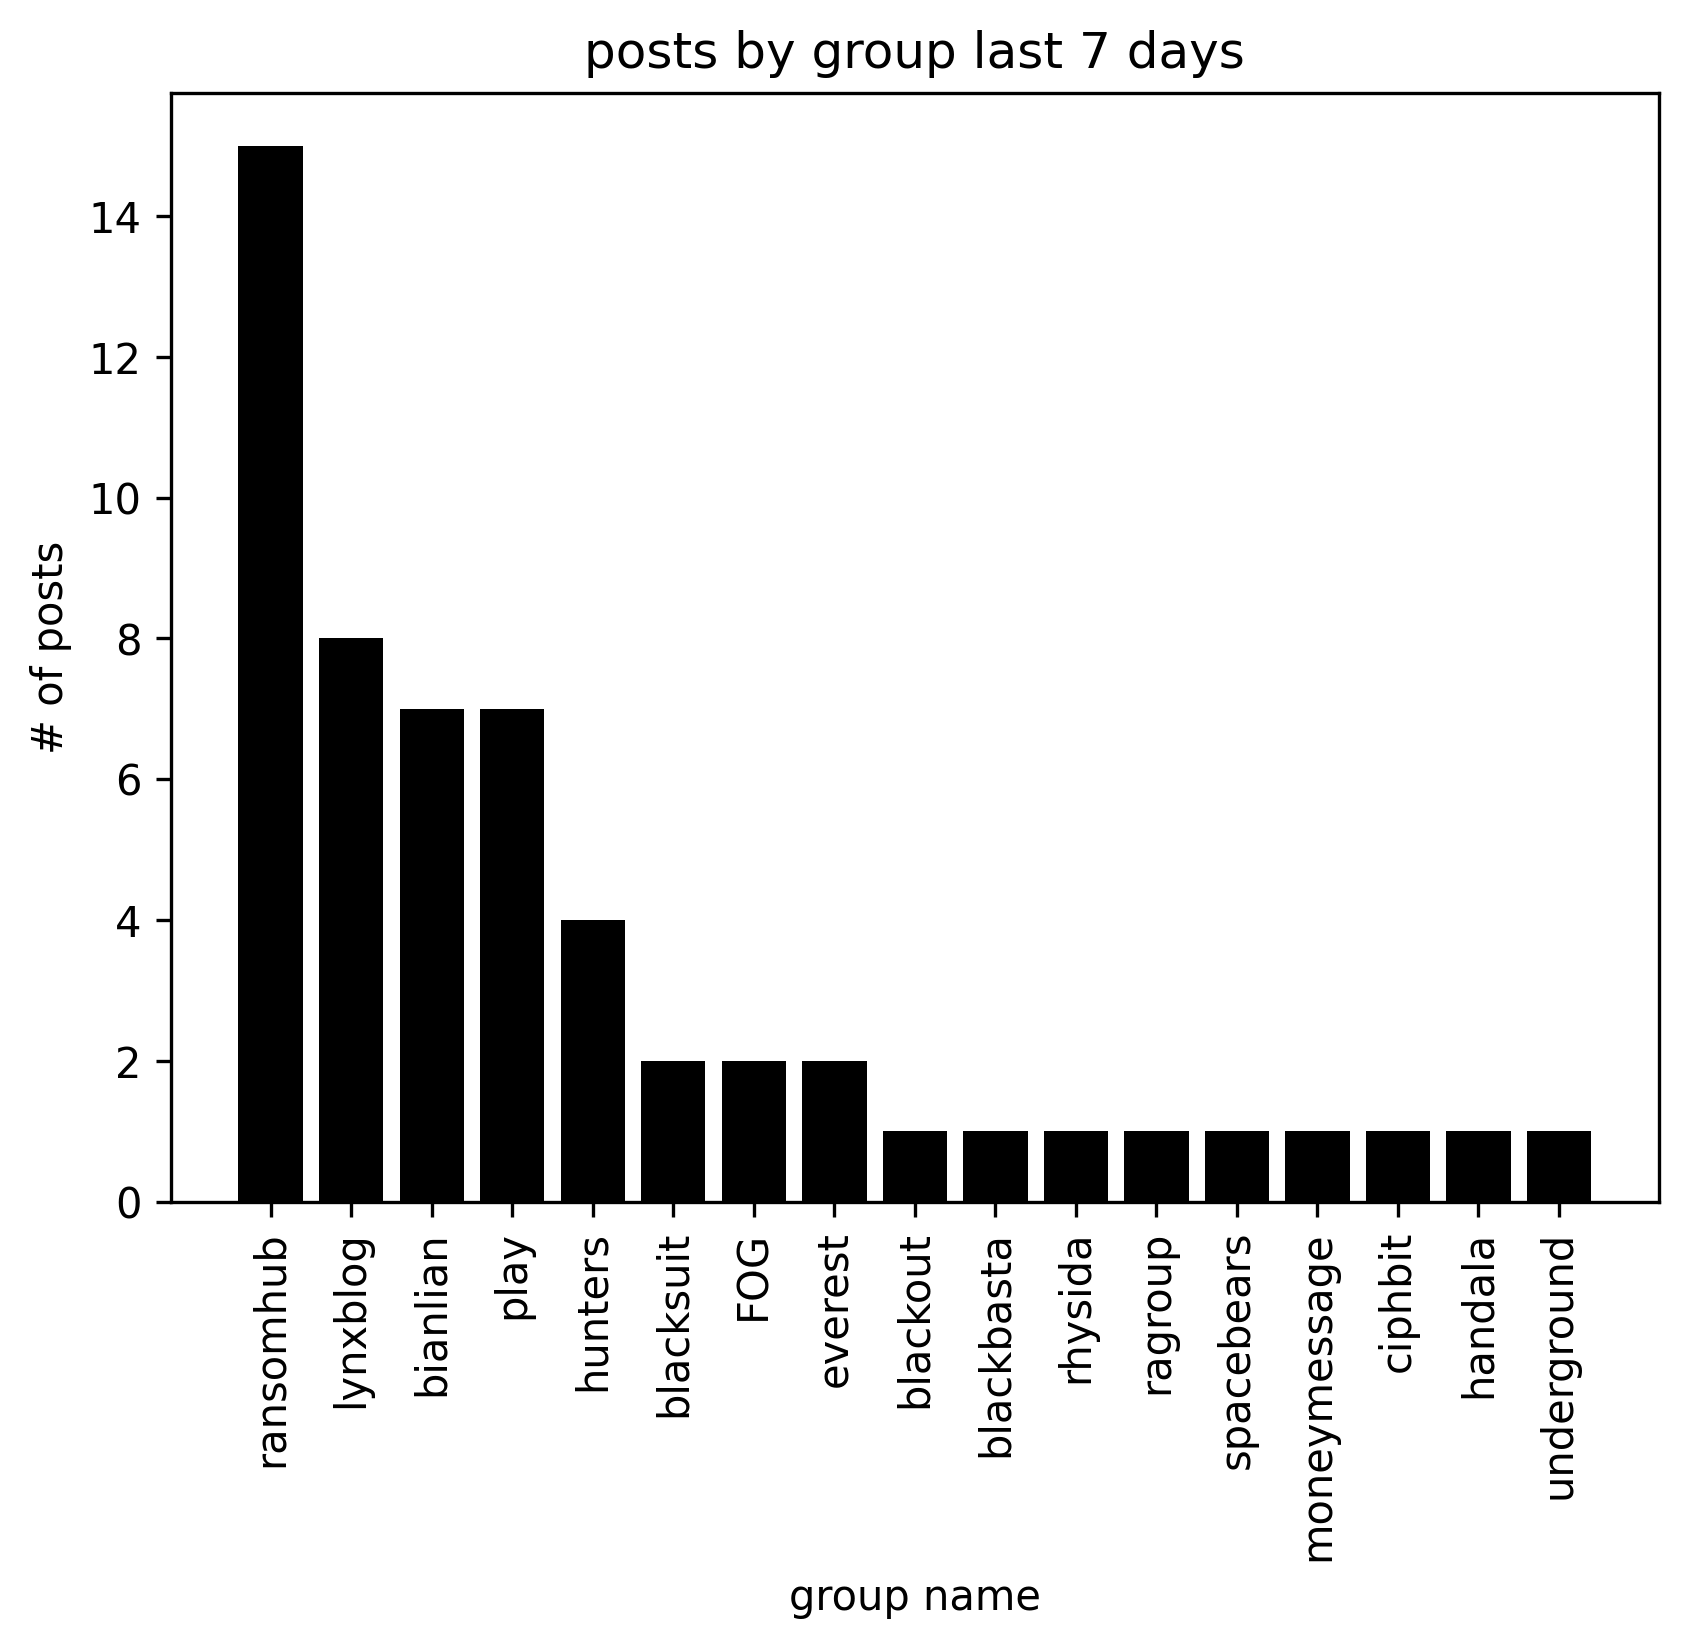 posts by group last 7 days
# of posts
14
12
10
8
6
4
2
0
ransomhub
lynxblog
bianlian
play
hunters
blacksuit
FOG
everest
blackout
blackbasta
rhysida
ragroup
spacebears
moneymessage
ciphbit
handala
underground
group name